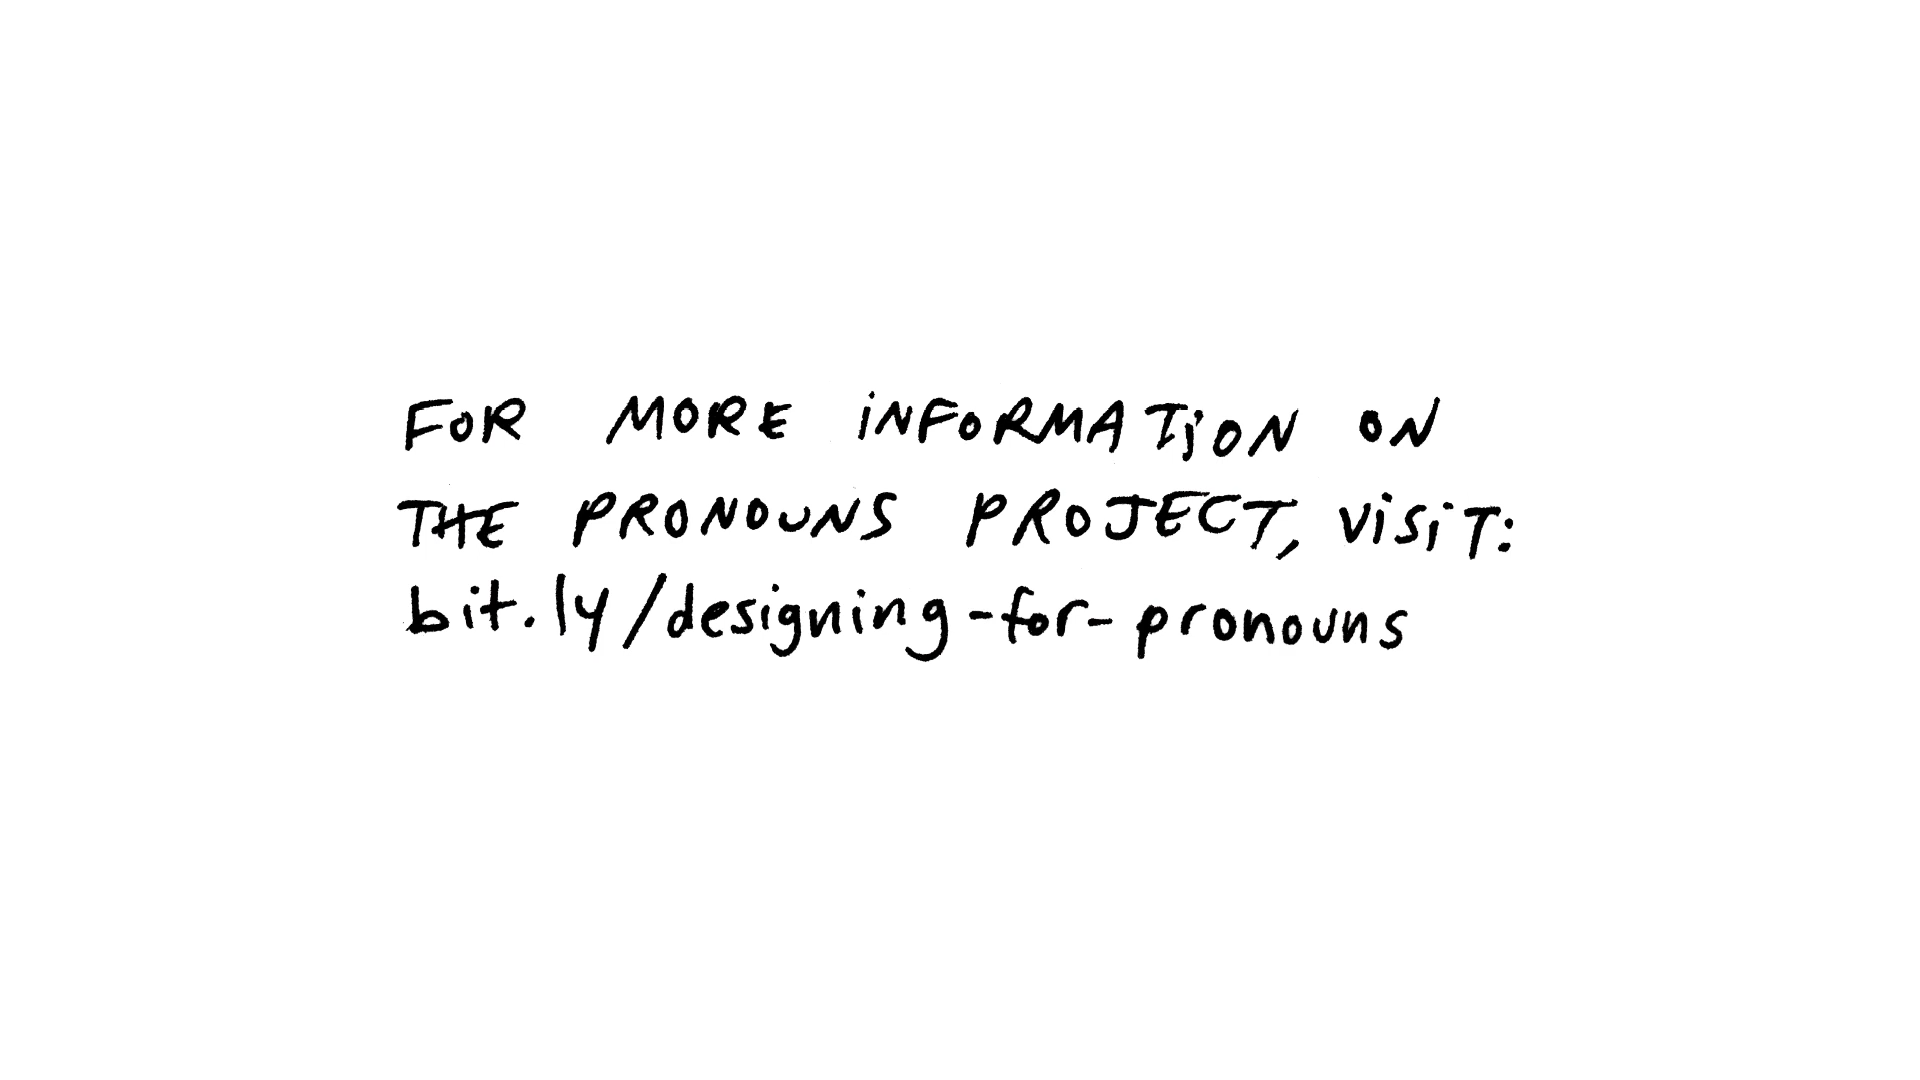 FOR MORE iNFORMATiON ON
THE PRONOUNS PROJECT, ViSiT:
bit.ly/designing-for-pronouns